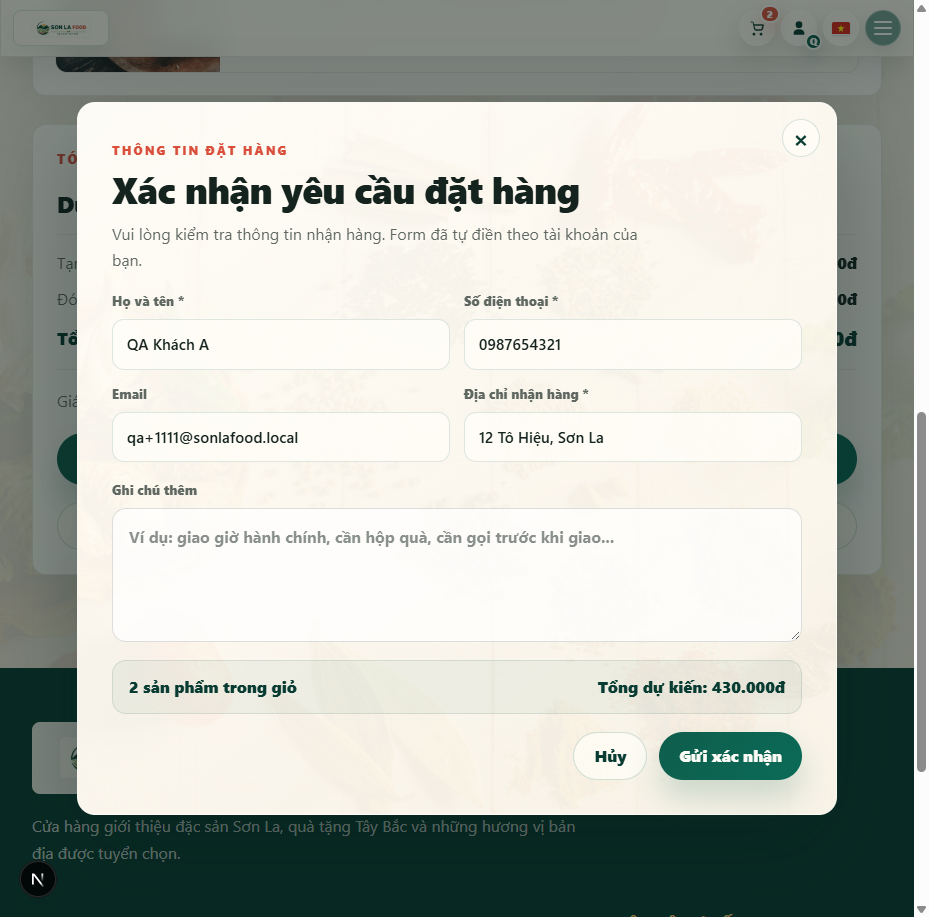 SON LA FOOD
2
Q
THÔNG TIN ĐẶT HÀNG
×
Xác nhận yêu cầu đặt hàng
Vui lòng kiểm tra thông tin nhận hàng. Form đã tự điền theo tài khoản của
bạn.
Họ và tên *
Số điện thoại *
QA Khách A
0987654321
Email
Địa chỉ nhận hàng *
qa+1111@sonlafood.local
12 Tô Hiệu, Sơn La
Ghi chú thêm
Ví dụ: giao giờ hành chính, cần hộp quà, cần gọi trước khi giao...
2 sản phẩm trong giỏ
Tổng dự kiến: 430.000đ
Hủy
Gửi xác nhận
Cửa hàng giới thiệu đặc sản Sơn La, quà tặng Tây Bắc và những hương vị bản
địa được tuyển chọn.
N